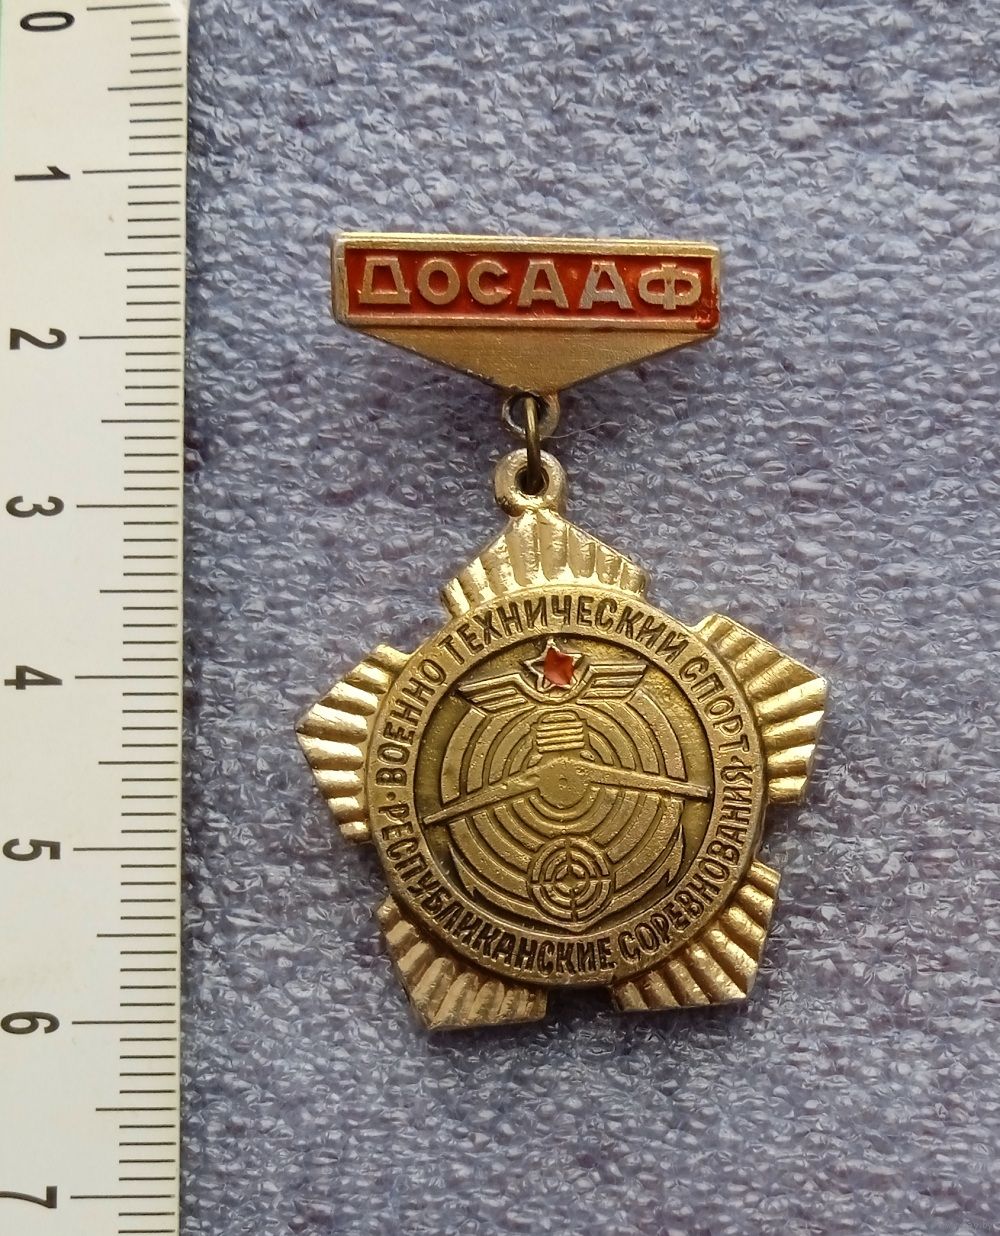 ДОСААФ
ВОЕННО ТЕХНИЧЕСКИЙ СПОРТ
РЕСПУБЛИКАНСКИЕ СОРЕВНОВАНИЯ
0
1
2
3
4
5
6
7